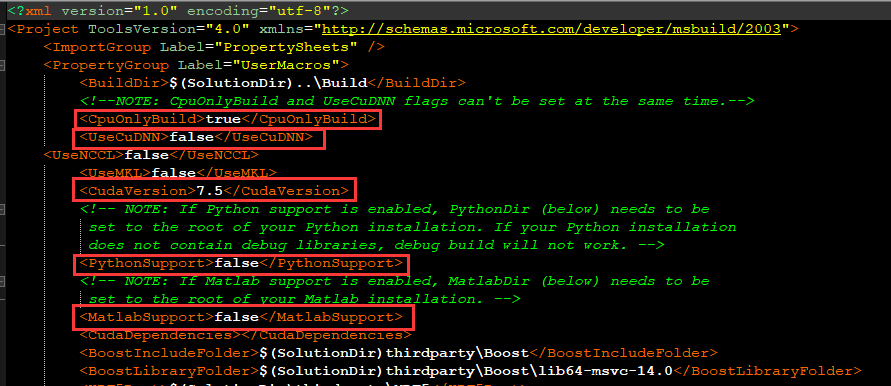 <?xml version="1.0" encoding="utf-8"?>
<Project ToolsVersion="4.0" xmlns="http://schemas.microsoft.com/developer/msbuild/2003">
<ImportGroup Label="PropertySheets" />
<PropertyGroup Label="UserMacros">
<BuildDir>$(SolutionDir)..\Build</BuildDir>
<!--NOTE: CpuOnlyBuild and UseCuDNN flags can't be set at the same time.-->
<CpuOnlyBuild>true</CpuOnlyBuild>
<UseCuDNN>false</UseCuDNN>
<UseNCCL>false</UseNCCL>
<UseMKL>false</UseMKL>
<CudaVersion>7.5</CudaVersion>
<!-- NOTE: If Python support is enabled, PythonDir (below) needs to be
set to the root of your Python installation. If your Python installation
does not contain debug libraries, debug build will not work. -->
<PythonSupport>false</PythonSupport>
<!-- NOTE: If Matlab support is enabled, MatlabDir (below) needs to be
set to the root of your Matlab installation. -->
<MatlabSupport>false</MatlabSupport>
<CudaDependencies></CudaDependencies>
<BoostIncludeFolder>$(SolutionDir)thirdparty\Boost</BoostIncludeFolder>
<BoostLibraryFolder>$(SolutionDir)thirdparty\Boost\lib64-msvc-14.0</BoostLibraryFolder>